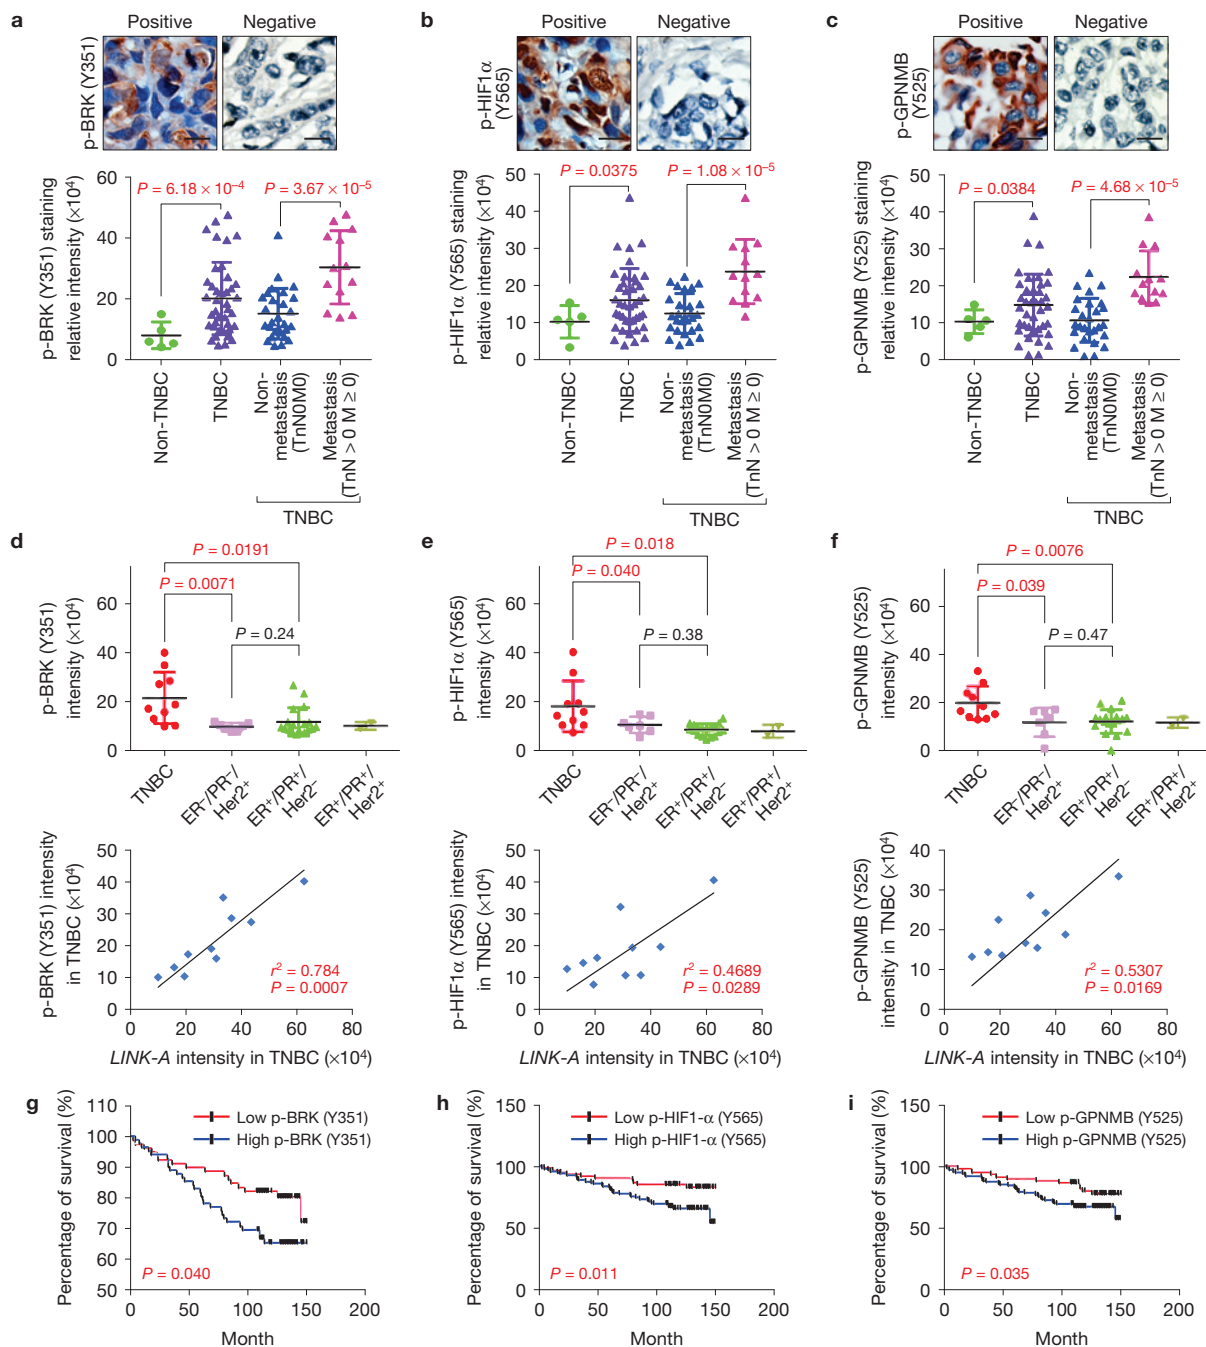 a
Positive
Negative
p-BRK (Y351)
p-BRK (Y351) staining
relative intensity (×10⁴)
60
40
20
0
P = 6.18 × 10⁻⁴
P = 3.67 × 10⁻⁵
Non-TNBC
TNBC
Non-
metastasis
(TnN0M0)
Metastasis
(TnN > 0 M ≥ 0)
TNBC
b
Positive
Negative
p-HIF1α
(Y565)
p-HIF1α (Y565) staining
relative intensity (×10⁴)
50
40
30
20
10
0
P = 0.0375
P = 1.08 × 10⁻⁵
Non-TNBC
TNBC
Non-
metastasis
(TnN0M0)
Metastasis
(TnN > 0 M ≥ 0)
TNBC
c
Positive
Negative
p-GPNMB
(Y525)
p-GPNMB (Y525) staining
relative intensity (×10⁴)
50
40
30
20
10
0
P = 0.0384
P = 4.68 × 10⁻⁵
Non-TNBC
TNBC
Non-
metastasis
(TnN0M0)
Metastasis
(TnN > 0 M ≥ 0)
TNBC
d
p-BRK (Y351)
intensity (×10⁴)
60
40
20
0
P = 0.0191
P = 0.0071
P = 0.24
TNBC
ER⁻/PR⁻/
Her2⁺
ER⁺/PR⁺/
Her2⁻
ER⁺/PR⁺/
Her2⁺
p-BRK (Y351) intensity
in TNBC (×10⁴)
50
40
30
20
10
0
r² = 0.784
P = 0.0007
0
20
40
60
80
LINK-A intensity in TNBC (×10⁴)
e
p-HIF1α (Y565)
intensity (×10⁴)
60
40
20
0
P = 0.018
P = 0.040
P = 0.38
TNBC
ER⁻/PR⁻/
Her2⁺
ER⁺/PR⁺/
Her2⁻
ER⁺/PR⁺/
Her2⁺
p-HIF1α (Y565) intensity
in TNBC (×10⁴)
50
40
30
20
10
0
r² = 0.4689
P = 0.0289
0
20
40
60
80
LINK-A intensity in TNBC (×10⁴)
f
p-GPNMB (Y525)
intensity (×10⁴)
60
40
20
0
P = 0.0076
P = 0.039
P = 0.47
TNBC
ER⁻/PR⁻/
Her2⁺
ER⁺/PR⁺/
Her2⁻
ER⁺/PR⁺/
Her2⁺
p-GPNMB (Y525)
intensity in TNBC (×10⁴)
40
30
20
10
0
r² = 0.5307
P = 0.0169
0
20
40
60
80
LINK-A intensity in TNBC (×10⁴)
g
Percentage of survival (%)
110
100
90
80
70
60
50
Low p-BRK (Y351)
High p-BRK (Y351)
P = 0.040
0
50
100
150
200
Month
h
Percentage of survival (%)
150
100
50
0
Low p-HIF1-α (Y565)
High p-HIF1-α (Y565)
P = 0.011
0
50
100
150
200
Month
i
Percentage of survival (%)
150
100
50
0
Low p-GPNMB (Y525)
High p-GPNMB (Y525)
P = 0.035
0
50
100
150
200
Month